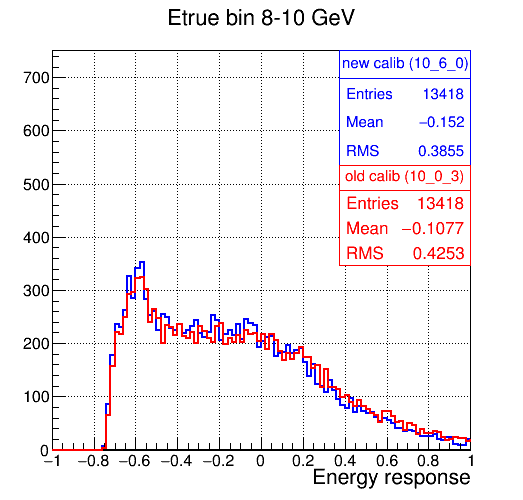 Etrue bin 8-10 GeV
new calib (10_6_0)
Entries 13418
Mean −0.152
RMS 0.3855
old calib (10_0_3)
Entries 13418
Mean −0.1077
RMS 0.4253
700
600
500
400
300
200
100
0
−1 −0.8 −0.6 −0.4 −0.2 0 0.2 0.4 0.6 0.8 1
Energy response